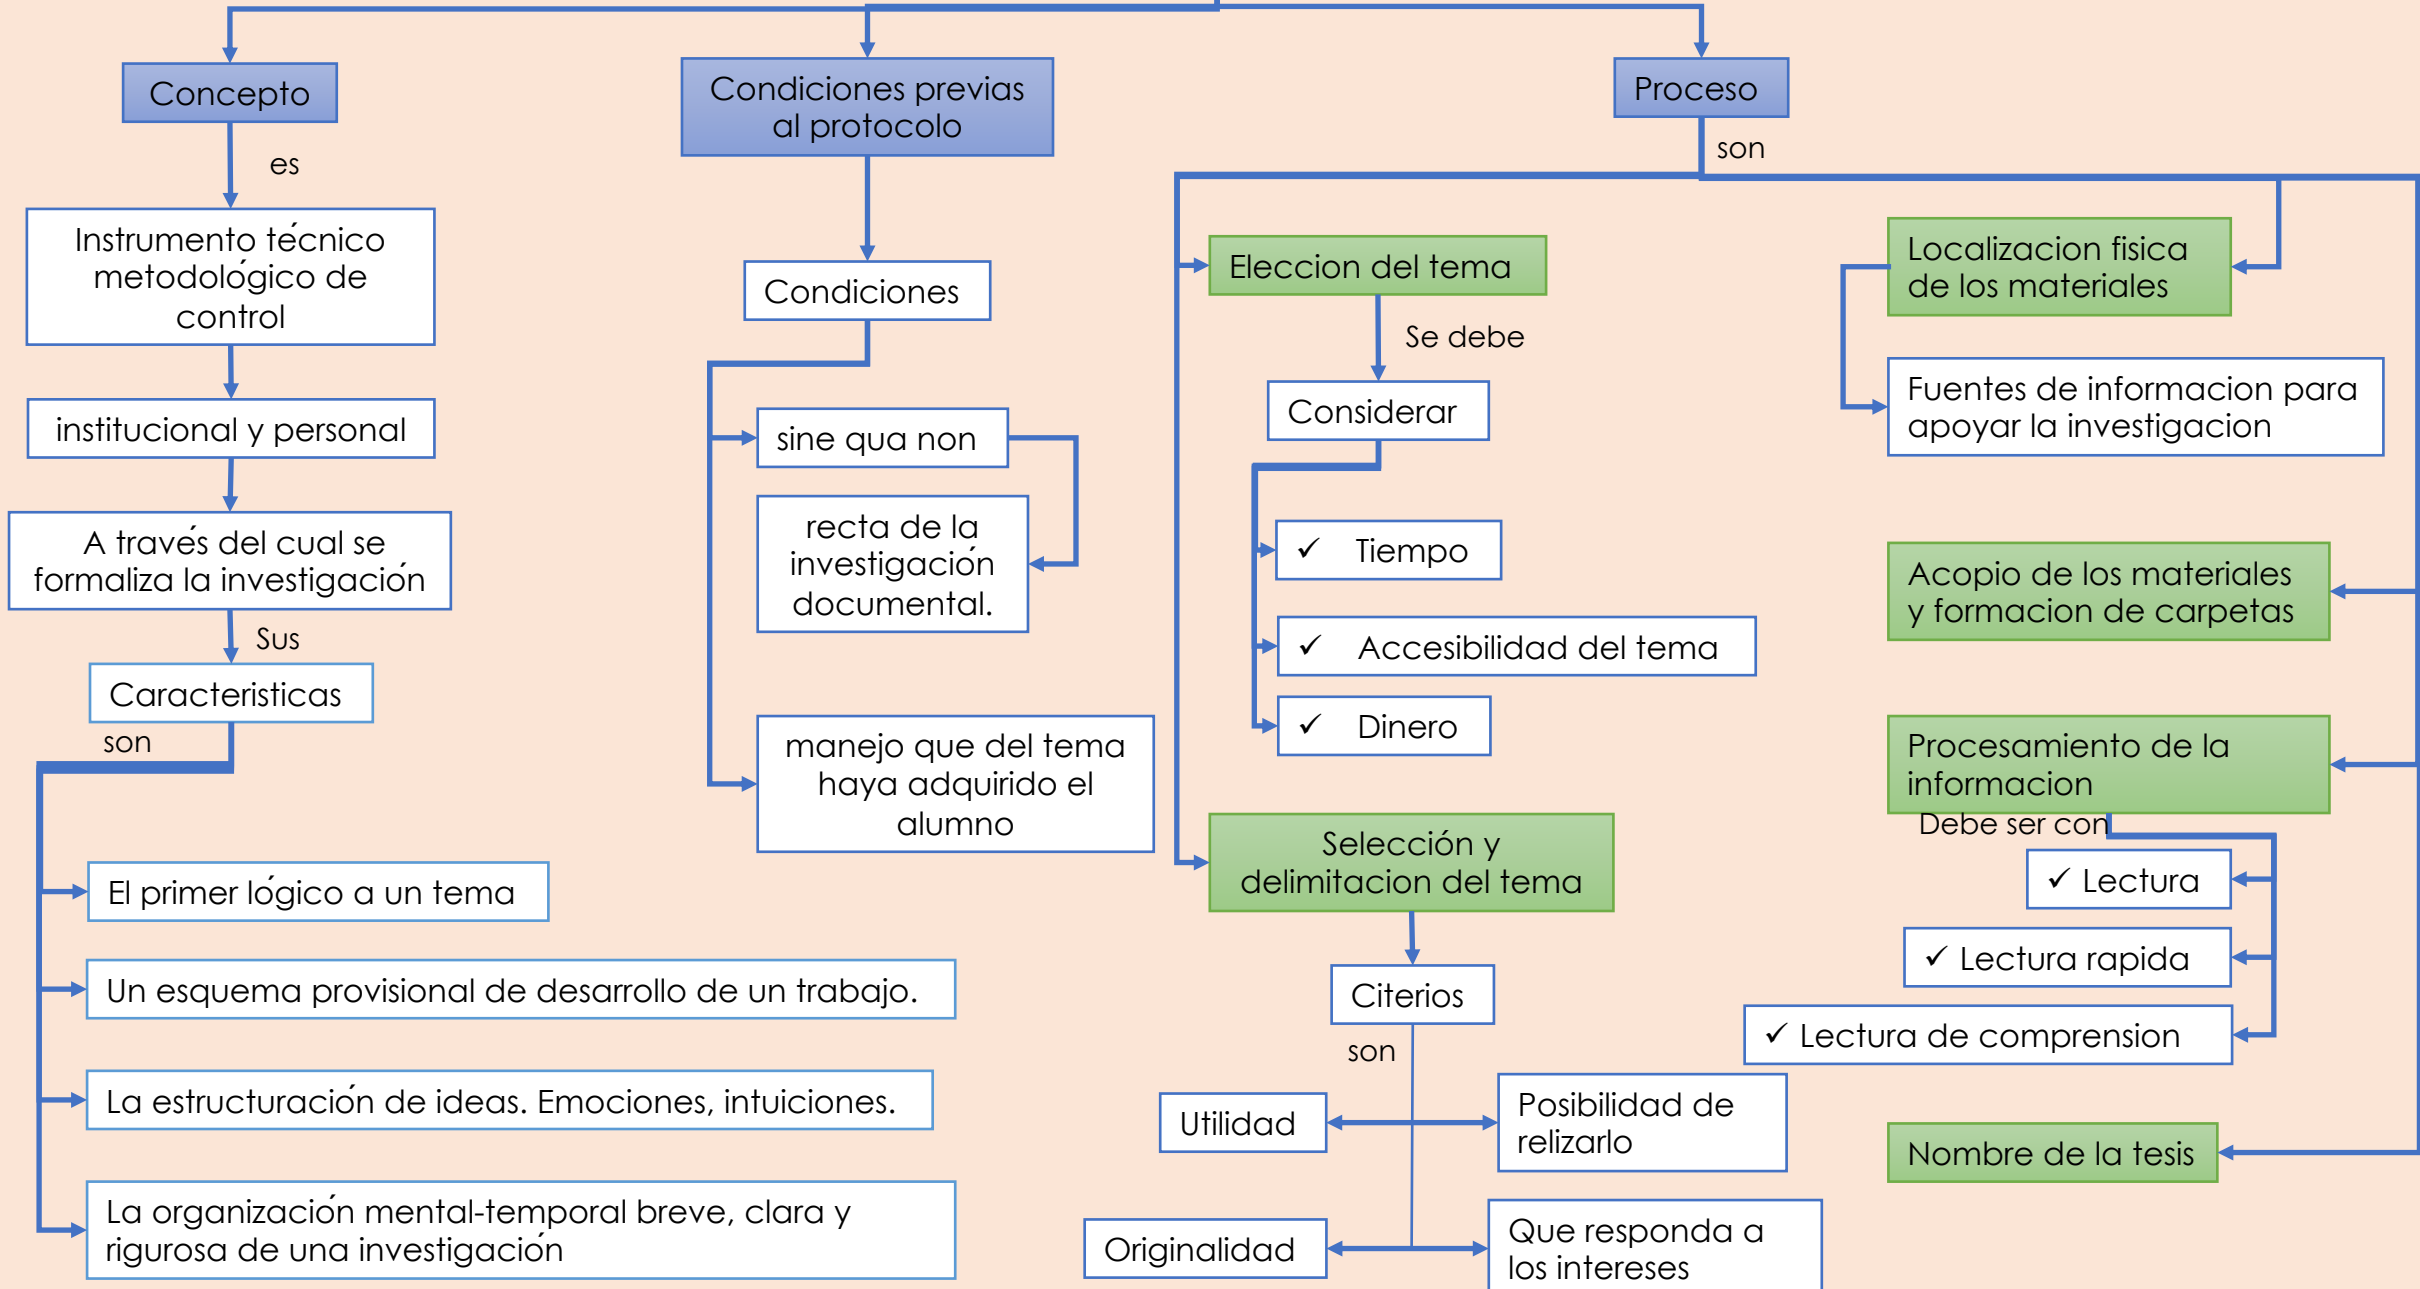 Concepto
es
Instrumento técnico
metodológico de
control
institucional y personal
A través del cual se
formaliza la investigación
Sus
Caracteristicas
son
El primer lógico a un tema
Un esquema provisional de desarrollo de un trabajo.
La estructuración de ideas. Emociones, intuiciones.
La organización mental-temporal breve, clara y
rigurosa de una investigación
Condiciones previas
al protocolo
Condiciones
sine qua non
recta de la
investigación
documental.
manejo que del tema
haya adquirido el
alumno
Proceso
son
Eleccion del tema
Se debe
Considerar
✓ Tiempo
✓ Accesibilidad del tema
✓ Dinero
Selección y
delimitacion del tema
Citerios
son
Utilidad
Posibilidad de
relizarlo
Originalidad
Que responda a
los intereses
Localizacion fisica
de los materiales
Fuentes de informacion para
apoyar la investigacion
Acopio de los materiales
y formacion de carpetas
Procesamiento de la
informacion
Debe ser con
✓ Lectura
✓ Lectura rapida
✓ Lectura de comprension
Nombre de la tesis